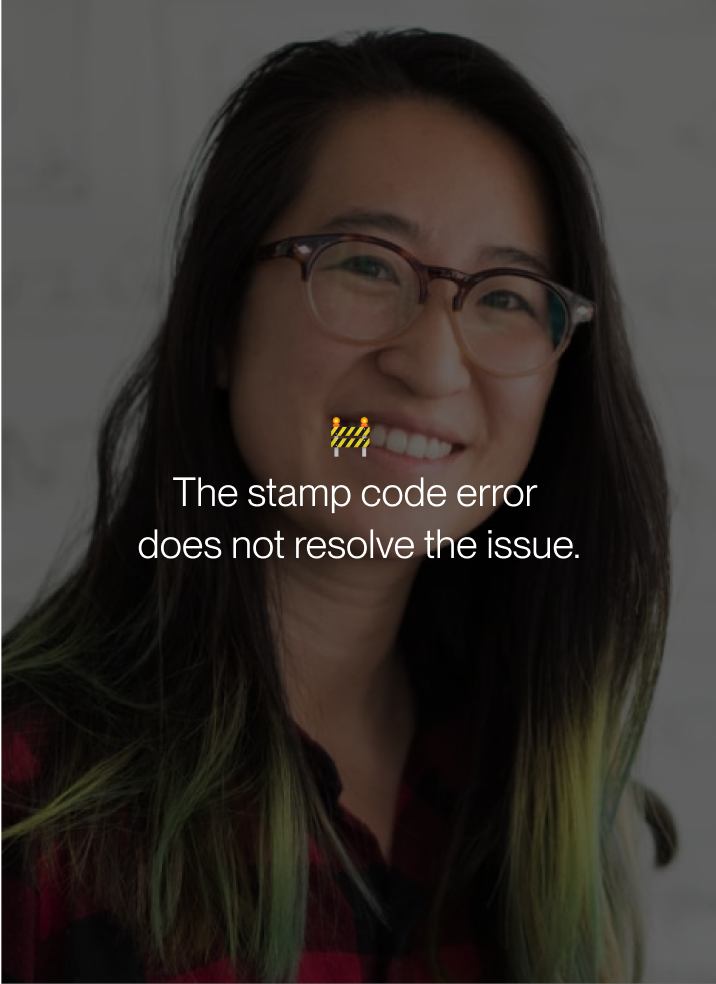 The stamp code error
does not resolve the issue.